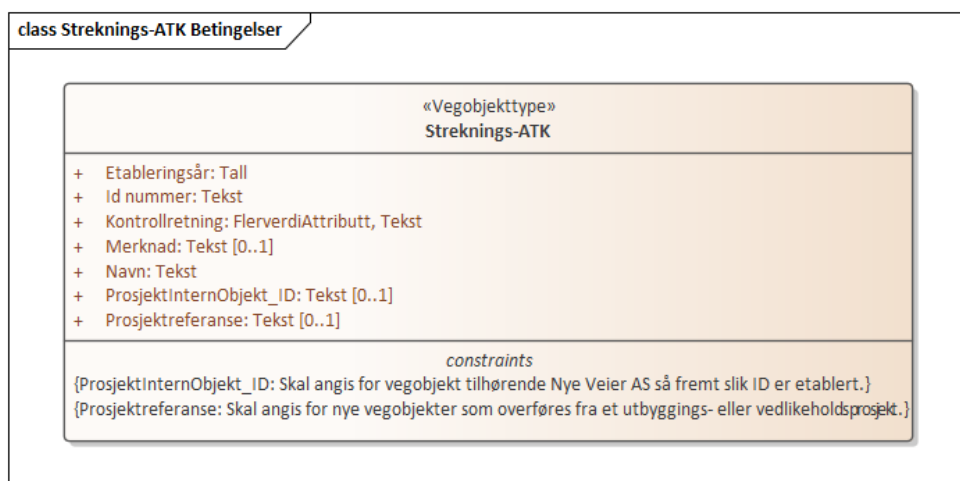 class Streknings-ATK Betingelser
«Vegobjekttype»
Streknings-ATK
+ Etableringsår: Tall
+ Id nummer: Tekst
+ Kontrollretning: FlerverdiAttributt, Tekst
+ Merknad: Tekst [0..1]
+ Navn: Tekst
+ ProsjektInternObjekt_ID: Tekst [0..1]
+ Prosjektreferanse: Tekst [0..1]
constraints
{ProsjektInternObjekt_ID: Skal angis for vegobjekt tilhørende Nye Veier AS så fremt slik ID er etablert.}
{Prosjektreferanse: Skal angis for nye vegobjekter som overføres fra et utbyggings- eller vedlikeholdsprosjekt.}